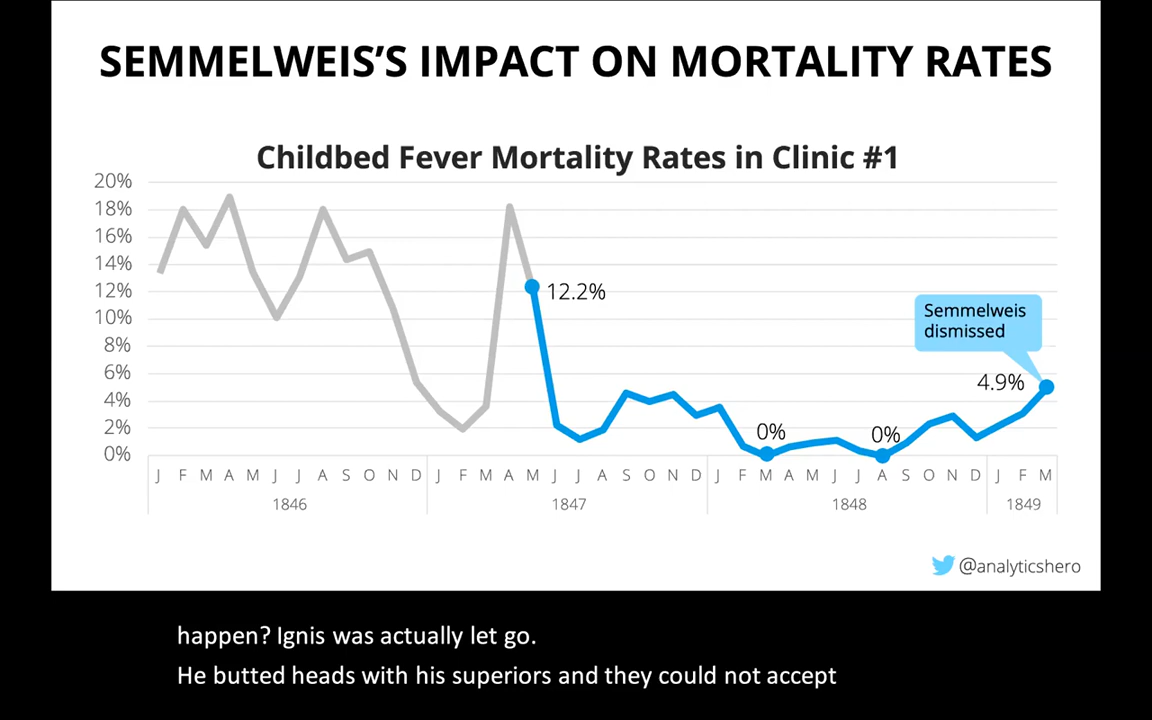 SEMMELWEIS'S IMPACT ON MORTALITY RATES
Childbed Fever Mortality Rates in Clinic #1
20%
18%
16%
14%
12%
10%
8%
6%
4%
2%
0%
12.2%
0%
0%
4.9%
Semmelweis
dismissed
J F M A M J J A S O N D J F M A M J J A S O N D J F M A M J J A S O N D J F M
1846 1847 1848 1849
@analyticshero
happen? Ignis was actually let go.
He butted heads with his superiors and they could not accept